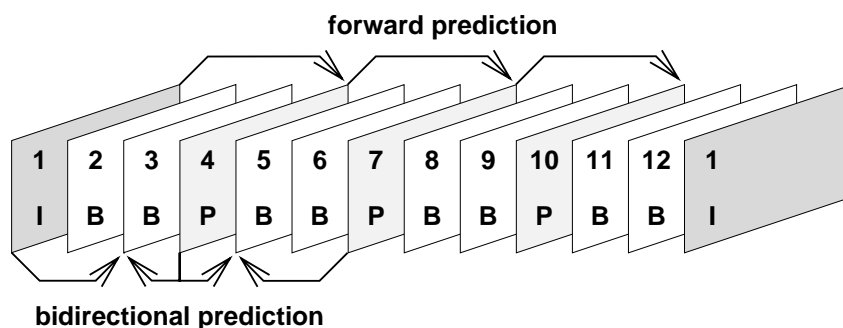 forward prediction
1 2 3 4 5 6 7 8 9 10 11 12 1
I B B P B B P B B P B B I
bidirectional prediction